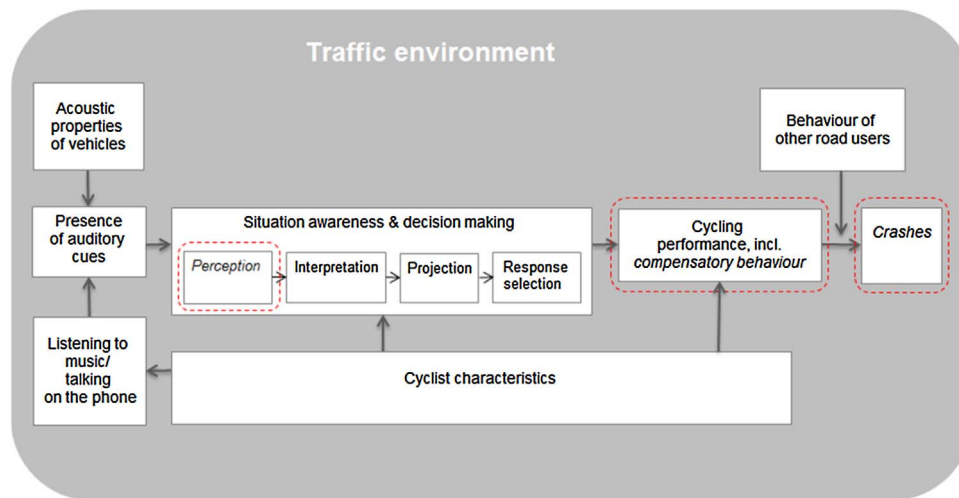 Traffic environment
Acoustic
properties
of vehicles
Behaviour of
other road users
Presence
of auditory
cues
Situation awareness & decision making
Perception
Interpretation
Projection
Response
selection
Cycling
performance, incl.
compensatory behaviour
Crashes
Listening to
music/
talking
on the phone
Cyclist characteristics